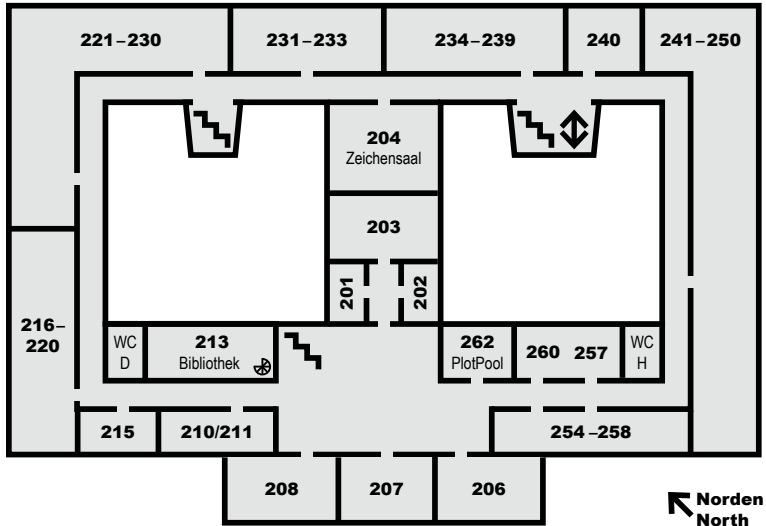 221–230
231–233
234–239
240
241–250
204
Zeichensaal
203
201
202
216–
220
WC
D
213
Bibliothek
262
PlotPool
260
257
WC
H
215
210/211
254–258
208
207
206
Norden
North